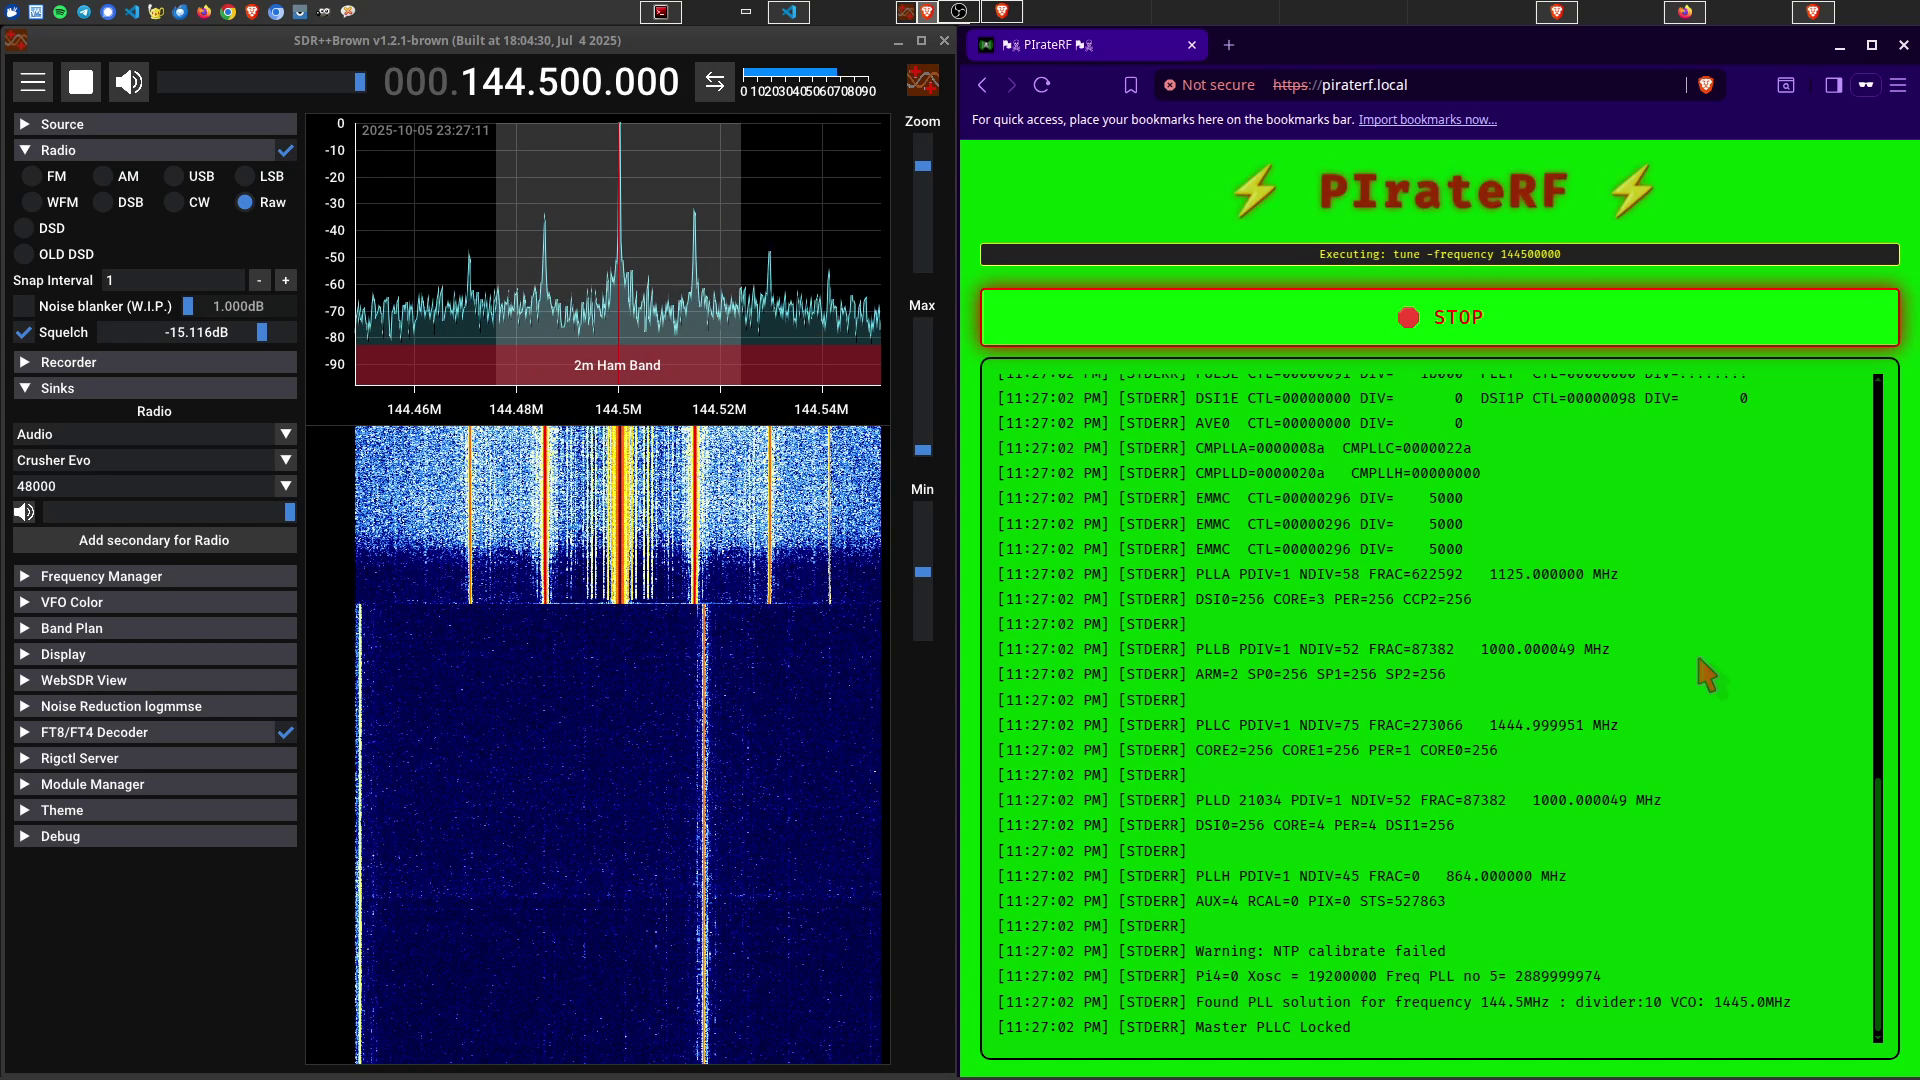 SDR++Brown v1.2.1-brown (Built at 18:04:30, Jul 4 2025)
000.144.500.000
0 102030405060708090
Source
Radio
FM AM USB LSB
WFM DSB CW Raw
DSD
OLD DSD
Snap Interval 1 - +
Noise blanker (W.I.P.) 1.000dB
Squelch -15.116dB
Recorder
Sinks
Radio
Audio
Crusher Evo
48000
Add secondary for Radio
Frequency Manager
VFO Color
Band Plan
Display
WebSDR View
Noise Reduction logmmse
FT8/FT4 Decoder
Rigctl Server
Module Manager
Theme
Debug
2025-10-05 23:27:11
0
-10
-20
-30
-40
-50
-60
-70
-80
-90
2m Ham Band
144.46M 144.48M 144.5M 144.52M 144.54M
Zoom
Max
Min
PIrateRF
Not secure https://piraterf.local
For quick access, place your bookmarks here on the bookmarks bar. Import bookmarks now...
⚡ PIrateRF ⚡
Executing: tune -frequency 144500000
STOP
[11:27:02 PM] [STDERR] DSI1E CTL=00000000 DIV= 0 DSI1P CTL=00000098 DIV= 0
[11:27:02 PM] [STDERR] AVE0 CTL=00000000 DIV= 0
[11:27:02 PM] [STDERR] CMPLLA=0000008a CMPLLC=0000022a
[11:27:02 PM] [STDERR] CMPLLD=0000020a CMPLLH=00000000
[11:27:02 PM] [STDERR] EMMC CTL=00000296 DIV= 5000
[11:27:02 PM] [STDERR] EMMC CTL=00000296 DIV= 5000
[11:27:02 PM] [STDERR] EMMC CTL=00000296 DIV= 5000
[11:27:02 PM] [STDERR] PLLA PDIV=1 NDIV=58 FRAC=622592 1125.000000 MHz
[11:27:02 PM] [STDERR] DSI0=256 CORE=3 PER=256 CCP2=256
[11:27:02 PM] [STDERR]
[11:27:02 PM] [STDERR] PLLB PDIV=1 NDIV=52 FRAC=87382 1000.000049 MHz
[11:27:02 PM] [STDERR] ARM=2 SP0=256 SP1=256 SP2=256
[11:27:02 PM] [STDERR]
[11:27:02 PM] [STDERR] PLLC PDIV=1 NDIV=75 FRAC=273066 1444.999951 MHz
[11:27:02 PM] [STDERR] CORE2=256 CORE1=256 PER=1 CORE0=256
[11:27:02 PM] [STDERR]
[11:27:02 PM] [STDERR] PLLD 21034 PDIV=1 NDIV=52 FRAC=87382 1000.000049 MHz
[11:27:02 PM] [STDERR] DSI0=256 CORE=4 PER=4 DSI1=256
[11:27:02 PM] [STDERR]
[11:27:02 PM] [STDERR] PLLH PDIV=1 NDIV=45 FRAC=0 864.000000 MHz
[11:27:02 PM] [STDERR] AUX=4 RCAL=0 PIX=0 STS=527863
[11:27:02 PM] [STDERR]
[11:27:02 PM] [STDERR] Warning: NTP calibrate failed
[11:27:02 PM] [STDERR] Pi4=0 Xosc = 19200000 Freq PLL no 5= 2889999974
[11:27:02 PM] [STDERR] Found PLL solution for frequency 144.5MHz : divider:10 VCO: 1445.0MHz
[11:27:02 PM] [STDERR] Master PLLC Locked